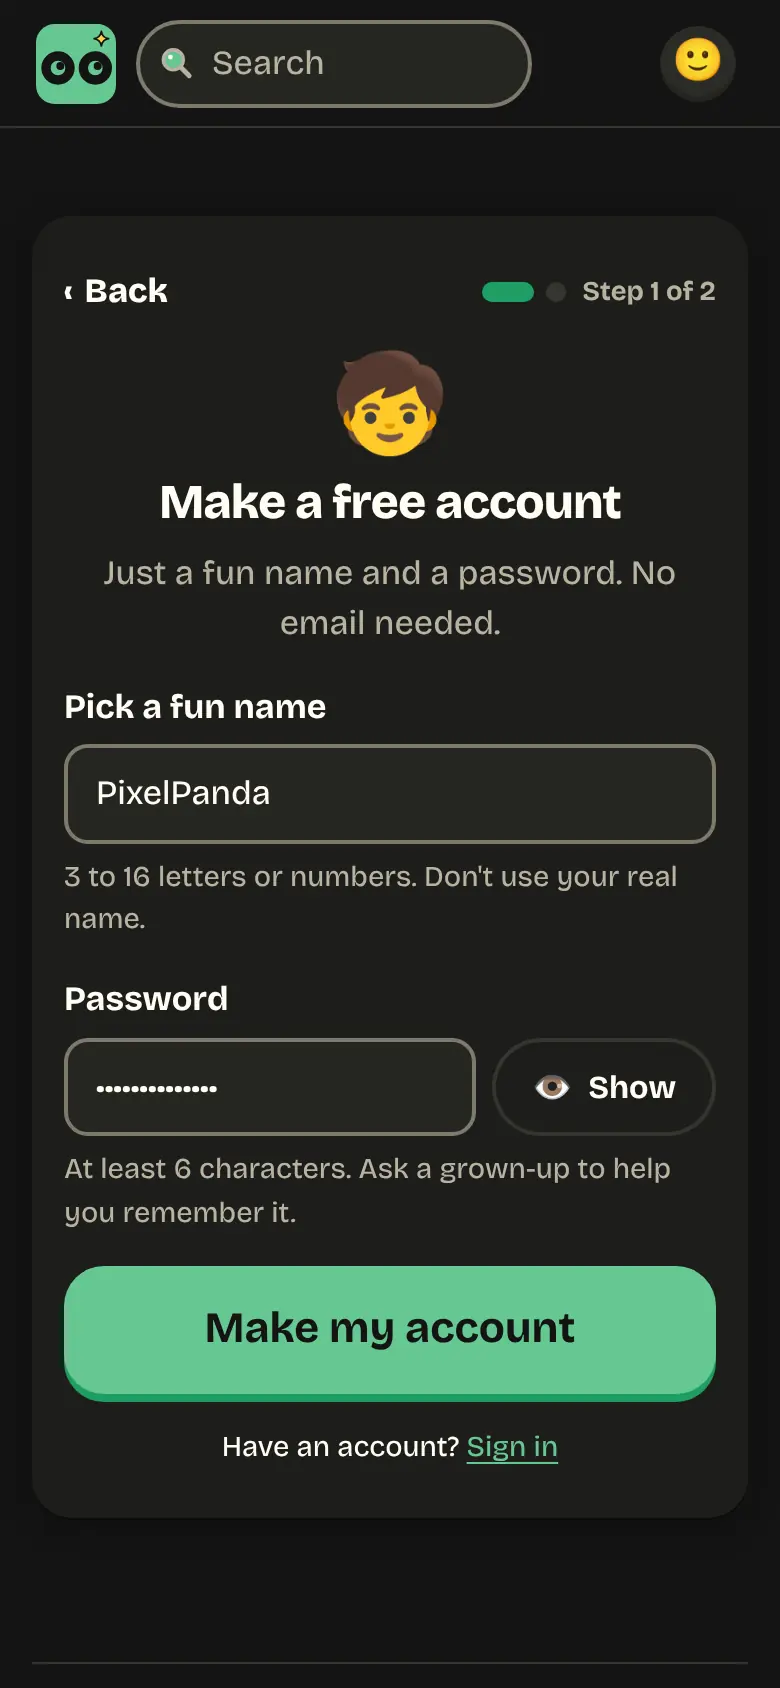 Search
‹ Back
Step 1 of 2
Make a free account
Just a fun name and a password. No
email needed.
Pick a fun name
PixelPanda
3 to 16 letters or numbers. Don't use your real
name.
Password
••••••••••••••
Show
At least 6 characters. Ask a grown-up to help
you remember it.
Make my account
Have an account? Sign in